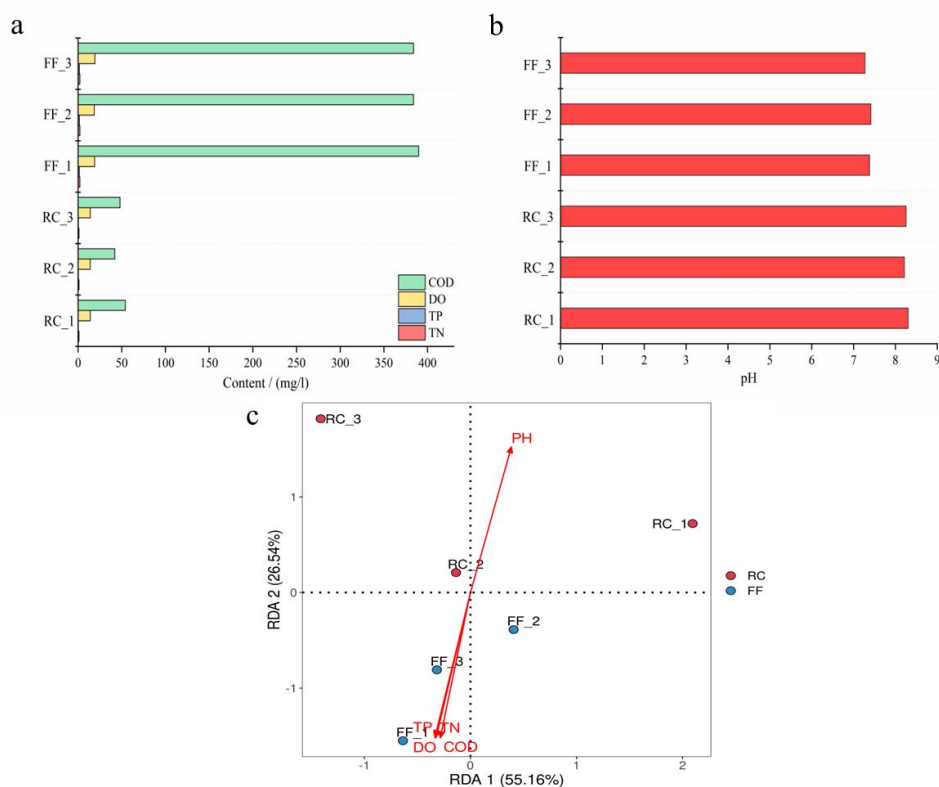 a
FF_3
FF_2
FF_1
RC_3
RC_2
RC_1
COD
DO
TP
TN
0 50 100 150 200 250 300 350 400
Content / (mg/l)
b
FF_3
FF_2
FF_1
RC_3
RC_2
RC_1
0 1 2 3 4 5 6 7 8 9
pH
c
RC_3
PH
RC_1
RC_2
FF_2
FF_3
FF_1
TP TN
DO COD
1
0
-1
RDA 2 (26.54%)
-1 0 1 2
RDA 1 (55.16%)
RC
FF